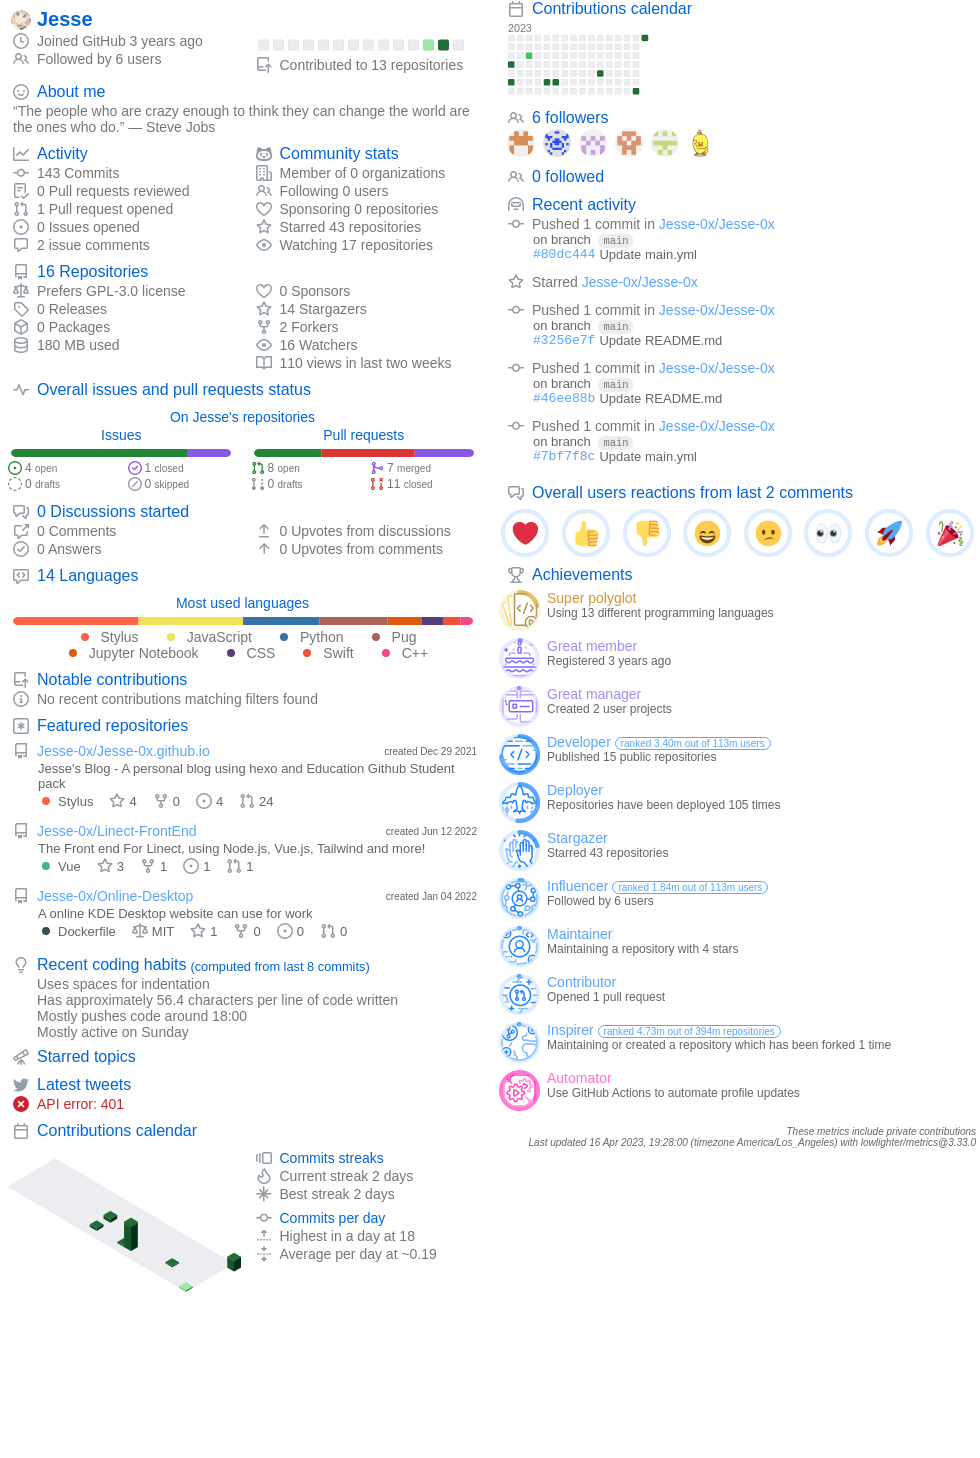 Jesse
Joined GitHub 3 years ago
Followed by 6 users
Contributed to 13 repositories
About me
“The people who are crazy enough to think they can change the world are
the ones who do.” — Steve Jobs
Activity
143 Commits
0 Pull requests reviewed
1 Pull request opened
0 Issues opened
2 issue comments
Community stats
Member of 0 organizations
Following 0 users
Sponsoring 0 repositories
Starred 43 repositories
Watching 17 repositories
16 Repositories
Prefers GPL-3.0 license
0 Releases
0 Packages
180 MB used
0 Sponsors
14 Stargazers
2 Forkers
16 Watchers
110 views in last two weeks
Overall issues and pull requests status
On Jesse's repositories
Issues
4 open
1 closed
0 drafts
0 skipped
Pull requests
8 open
7 merged
0 drafts
11 closed
0 Discussions started
0 Comments
0 Answers
0 Upvotes from discussions
0 Upvotes from comments
14 Languages
Most used languages
Stylus JavaScript Python Pug
Jupyter Notebook CSS Swift C++
Notable contributions
No recent contributions matching filters found
Featured repositories
Jesse-0x/Jesse-0x.github.io created Dec 29 2021
Jesse's Blog - A personal blog using hexo and Education Github Student
pack
Stylus 4 0 4 24
Jesse-0x/Linect-FrontEnd created Jun 12 2022
The Front end For Linect, using Node.js, Vue.js, Tailwind and more!
Vue 3 1 1 1
Jesse-0x/Online-Desktop created Jan 04 2022
A online KDE Desktop website can use for work
Dockerfile MIT 1 0 0 0
Recent coding habits (computed from last 8 commits)
Uses spaces for indentation
Has approximately 56.4 characters per line of code written
Mostly pushes code around 18:00
Mostly active on Sunday
Starred topics
Latest tweets
API error: 401
Contributions calendar
Commits streaks
Current streak 2 days
Best streak 2 days
Commits per day
Highest in a day at 18
Average per day at ~0.19
Contributions calendar
2023
6 followers
0 followed
Recent activity
Pushed 1 commit in Jesse-0x/Jesse-0x
on branch main
#80dc444 Update main.yml
Starred Jesse-0x/Jesse-0x
Pushed 1 commit in Jesse-0x/Jesse-0x
on branch main
#3256e7f Update README.md
Pushed 1 commit in Jesse-0x/Jesse-0x
on branch main
#46ee88b Update README.md
Pushed 1 commit in Jesse-0x/Jesse-0x
on branch main
#7bf7f8c Update main.yml
Overall users reactions from last 2 comments
Achievements
Super polyglot
Using 13 different programming languages
Great member
Registered 3 years ago
Great manager
Created 2 user projects
Developer ranked 3.40m out of 113m users
Published 15 public repositories
Deployer
Repositories have been deployed 105 times
Stargazer
Starred 43 repositories
Influencer ranked 1.84m out of 113m users
Followed by 6 users
Maintainer
Maintaining a repository with 4 stars
Contributor
Opened 1 pull request
Inspirer ranked 4.73m out of 394m repositories
Maintaining or created a repository which has been forked 1 time
Automator
Use GitHub Actions to automate profile updates
These metrics include private contributions
Last updated 16 Apr 2023, 19:28:00 (timezone America/Los_Angeles) with lowlighter/metrics@3.33.0